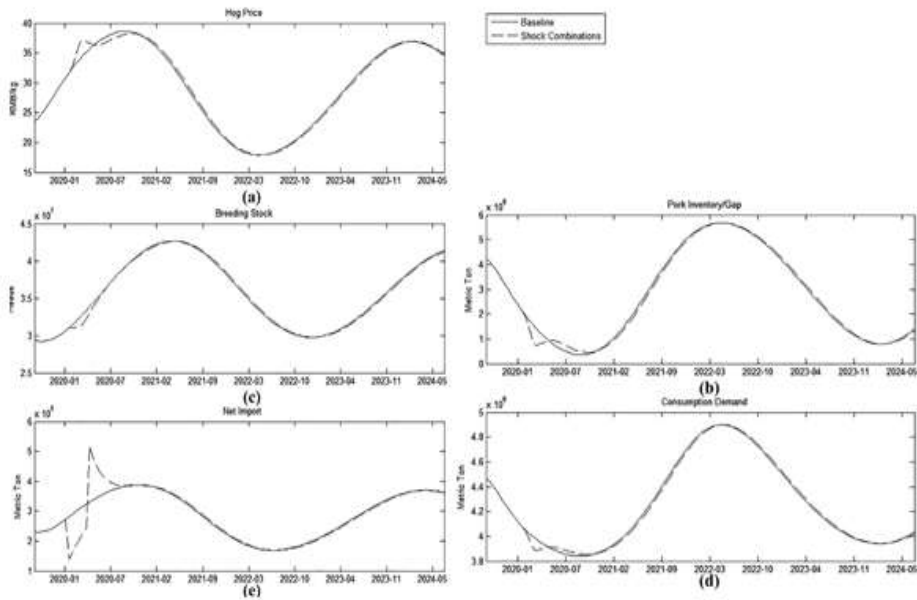 Hog Price
Baseline
Shock Combinations
40
35
30
25
20
15
RMB/kg
2020-01 2020-07 2021-02 2021-09 2022-03 2022-10 2023-04 2023-11 2024-05
(a)
Breeding Stock
4.5
4
3.5
3
2.5
2020-01 2020-07 2021-02 2021-09 2022-03 2022-10 2023-04 2023-11 2024-05
(c)
Pork Inventory/Gap
6
5
4
3
2
1
0
Metric Ton
2020-01 2020-07 2021-02 2021-09 2022-03 2022-10 2023-04 2023-11 2024-05
(b)
Net Import
6
5
4
3
2
1
Metric Ton
2020-01 2020-07 2021-02 2021-09 2022-03 2022-10 2023-04 2023-11 2024-05
(e)
Consumption Demand
5
4.8
4.6
4.4
4.2
4
3.8
Metric Ton
2020-01 2020-07 2021-02 2021-09 2022-03 2022-10 2023-04 2023-11 2024-05
(d)